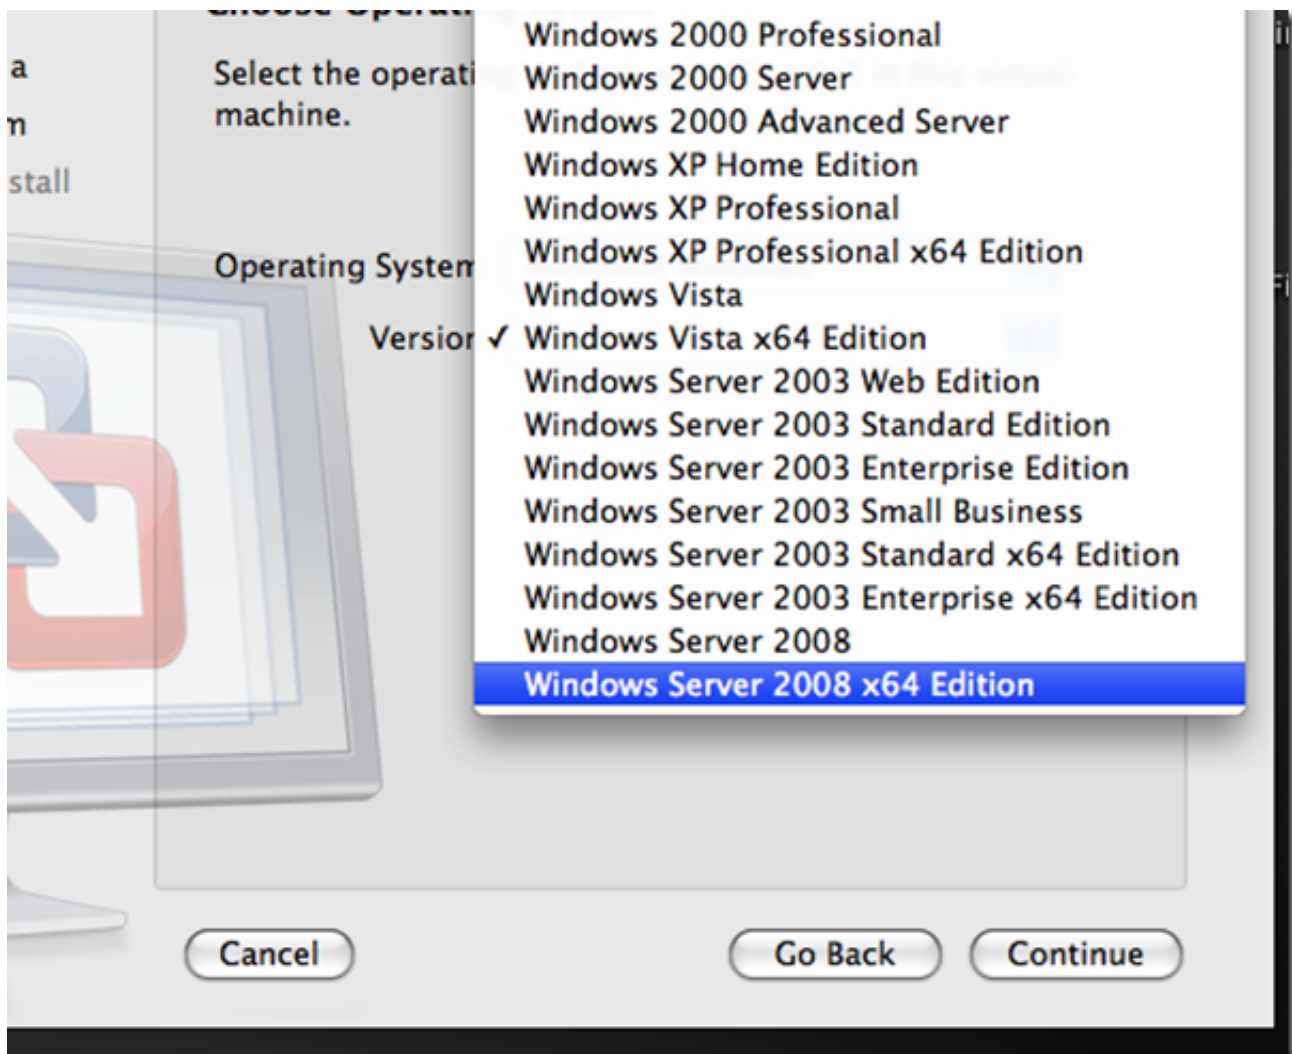 Choose Operating
Select the operati
machine.
a
m
stall
Operating System
Version
Windows 2000 Professional
Windows 2000 Server
Windows 2000 Advanced Server
Windows XP Home Edition
Windows XP Professional
Windows XP Professional x64 Edition
Windows Vista
✓ Windows Vista x64 Edition
Windows Server 2003 Web Edition
Windows Server 2003 Standard Edition
Windows Server 2003 Enterprise Edition
Windows Server 2003 Small Business
Windows Server 2003 Standard x64 Edition
Windows Server 2003 Enterprise x64 Edition
Windows Server 2008
Windows Server 2008 x64 Edition
Cancel
Go Back
Continue